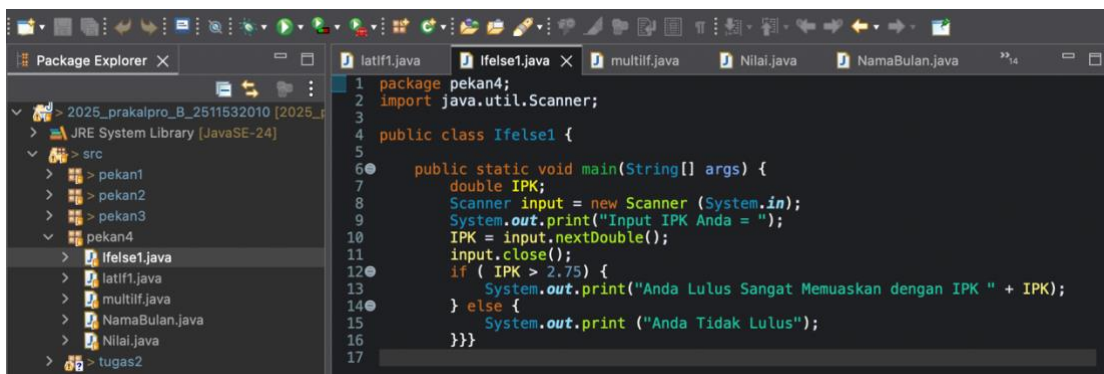 Package Explorer
2025_prakalpro_B_2511532010
JRE System Library [JavaSE-24]
src
pekan1
pekan2
pekan3
pekan4
Ifelse1.java
latIf1.java
multiIf.java
NamaBulan.java
Nilai.java
tugas2
latIf1.java Ifelse1.java multiIf.java Nilai.java NamaBulan.java 14
1 package pekan4;
2 import java.util.Scanner;
3
4 public class Ifelse1 {
5
6 public static void main(String[] args) {
7 double IPK;
8 Scanner input = new Scanner (System.in);
9 System.out.print("Input IPK Anda = ");
10 IPK = input.nextDouble();
11 input.close();
12 if ( IPK > 2.75) {
13 System.out.print("Anda Lulus Sangat Memuaskan dengan IPK " + IPK);
14 } else {
15 System.out.print ("Anda Tidak Lulus");
16 }}}
17